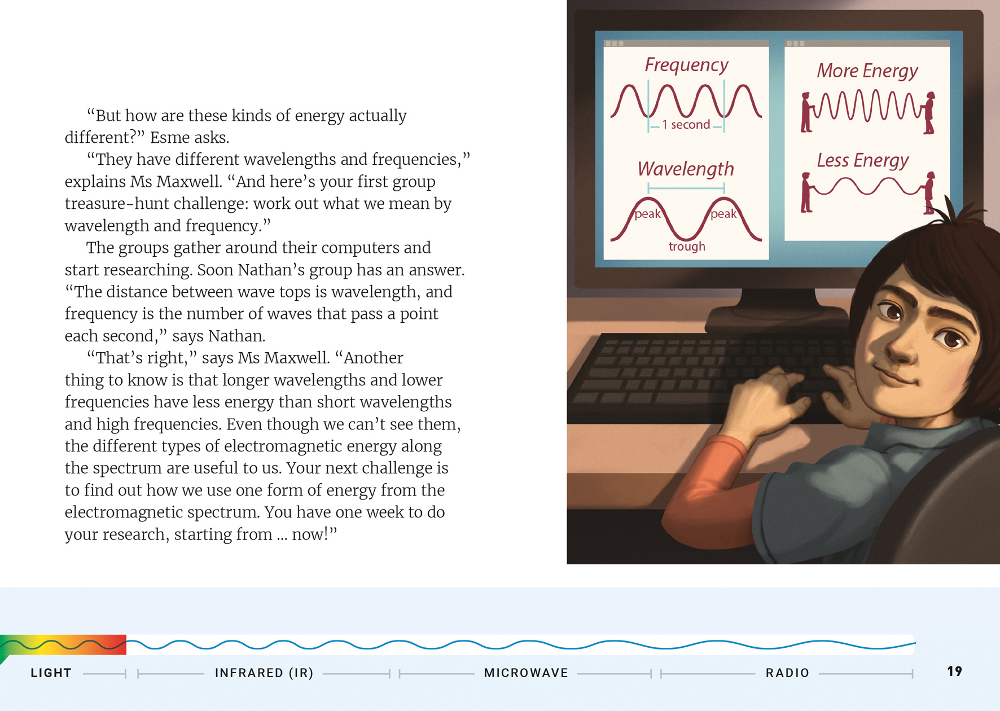 “But how are these kinds of energy actually
different?” Esme asks.
“They have different wavelengths and frequencies,”
explains Ms Maxwell. “And here’s your first group
treasure-hunt challenge: work out what we mean by
wavelength and frequency.”
The groups gather around their computers and
start researching. Soon Nathan’s group has an answer.
“The distance between wave tops is wavelength, and
frequency is the number of waves that pass a point
each second,” says Nathan.
“That’s right,” says Ms Maxwell. “Another
thing to know is that longer wavelengths and lower
frequencies have less energy than short wavelengths
and high frequencies. Even though we can’t see them,
the different types of electromagnetic energy along
the spectrum are useful to us. Your next challenge is
to find out how we use one form of energy from the
electromagnetic spectrum. You have one week to do
your research, starting from ... now!”
Frequency
1 second
Wavelength
peak
peak
trough
More Energy
Less Energy
LIGHT
INFRARED (IR)
MICROWAVE
RADIO
19